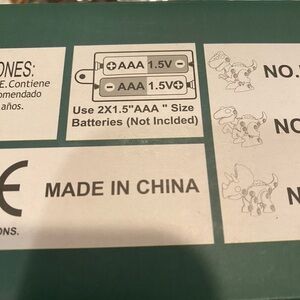 ONES:
E. Contiene
omendado
años.
⊕ AAA 1.5V ⊖
⊖ AAA 1.5V ⊕
Use 2X1.5"AAA " Size
Batteries (Not Inclded)
CE MADE IN CHINA
ONS.
NO.
NO
N